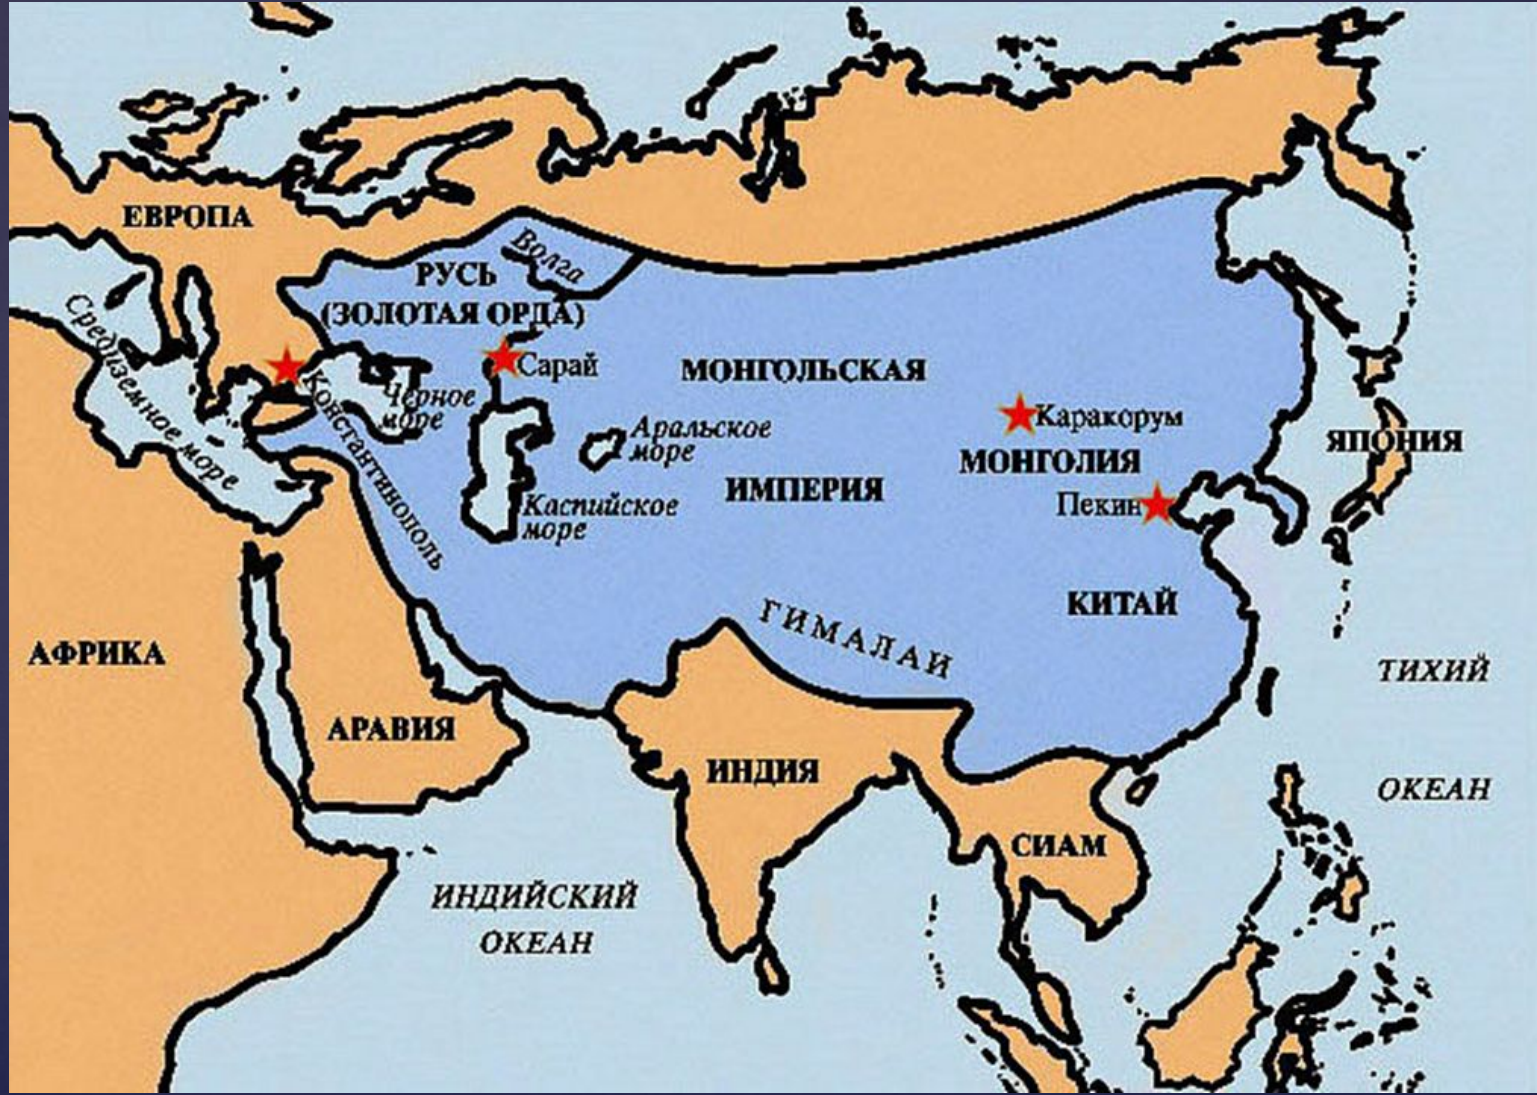 ЕВРОПА
Волга
РУСЬ
(ЗОЛОТАЯ ОРДА)
Средиземное море
Константинополь
Сарай
Черное
море
МОНГОЛЬСКАЯ
ИМПЕРИЯ
Аральское
море
Каспийское
море
Каракорум
МОНГОЛИЯ
Пекин
ЯПОНИЯ
КИТАЙ
ГИМАЛАИ
АФРИКА
АРАВИЯ
ИНДИЯ
СИАМ
ТИХИЙ
ОКЕАН
ИНДИЙСКИЙ
ОКЕАН